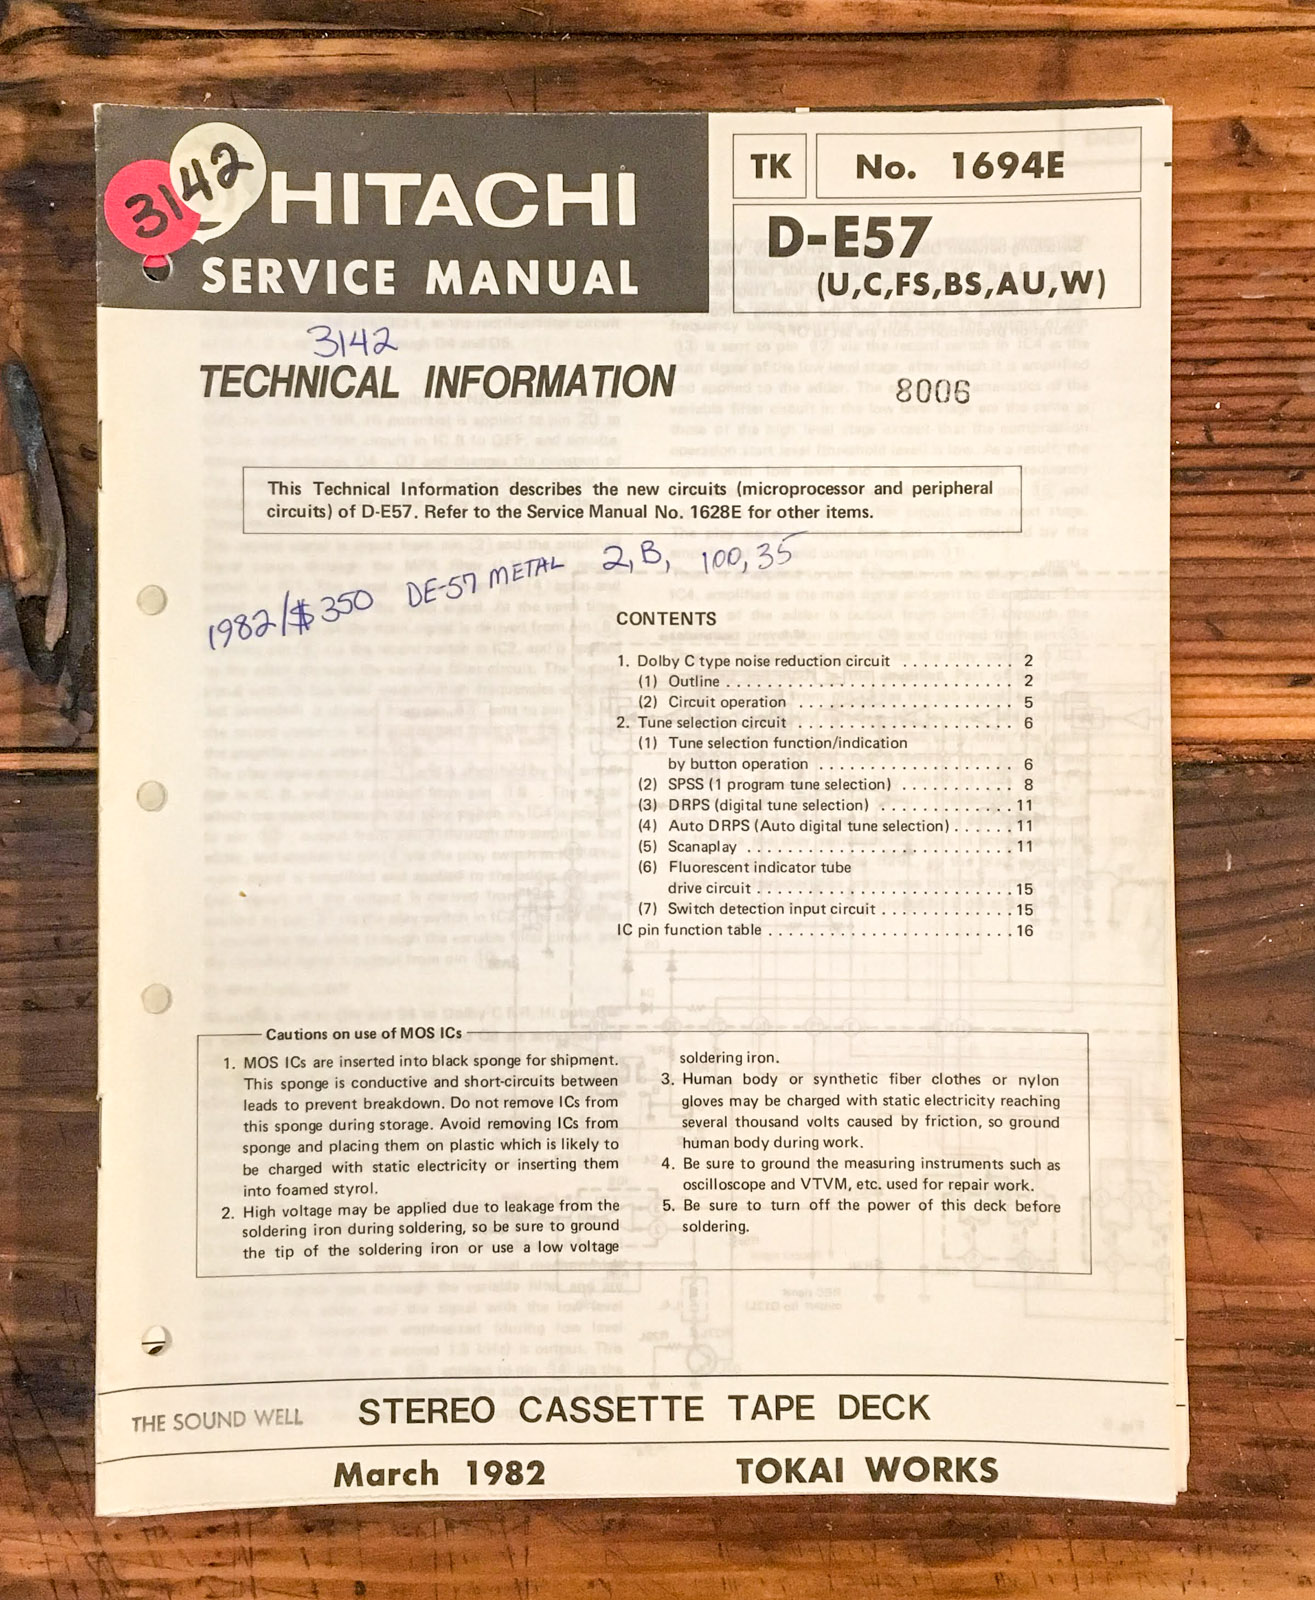 3142
HITACHI
SERVICE MANUAL
TK
No. 1694E
D-E57
(U,C,FS,BS,AU,W)
3142
TECHNICAL INFORMATION
8006
This Technical Information describes the new circuits (microprocessor and peripheral
circuits) of D-E57. Refer to the Service Manual No. 1628E for other items.
1982/$350 DE-57 METAL 2, B, 100, 35
CONTENTS
1. Dolby C type noise reduction circuit . . . . . . . . . . . 2
(1) Outline . . . . . . . . . . . . . . . . . . . . . . . . . . . 2
(2) Circuit operation . . . . . . . . . . . . . . . . . . . . . 5
2. Tune selection circuit . . . . . . . . . . . . . . . . . . . . . 6
(1) Tune selection function/indication
by button operation . . . . . . . . . . . . . . . . . . . 6
(2) SPSS (1 program tune selection) . . . . . . . . . . . 8
(3) DRPS (digital tune selection) . . . . . . . . . . . . . 11
(4) Auto DRPS (Auto digital tune selection) . . . . . . 11
(5) Scanaplay . . . . . . . . . . . . . . . . . . . . . . . . . . 11
(6) Fluorescent indicator tube
drive circuit . . . . . . . . . . . . . . . . . . . . . . . . . 15
(7) Switch detection input circuit . . . . . . . . . . . . . 15
IC pin function table . . . . . . . . . . . . . . . . . . . . . . . . 16
Cautions on use of MOS ICs
1. MOS ICs are inserted into black sponge for shipment.
This sponge is conductive and short-circuits between
leads to prevent breakdown. Do not remove ICs from
this sponge during storage. Avoid removing ICs from
sponge and placing them on plastic which is likely to
be charged with static electricity or inserting them
into foamed styrol.
2. High voltage may be applied due to leakage from the
soldering iron during soldering, so be sure to ground
the tip of the soldering iron or use a low voltage
soldering iron.
3. Human body or synthetic fiber clothes or nylon
gloves may be charged with static electricity reaching
several thousand volts caused by friction, so ground
human body during work.
4. Be sure to ground the measuring instruments such as
oscilloscope and VTVM, etc. used for repair work.
5. Be sure to turn off the power of this deck before
soldering.
THE SOUND WELL
STEREO CASSETTE TAPE DECK
March 1982
TOKAI WORKS